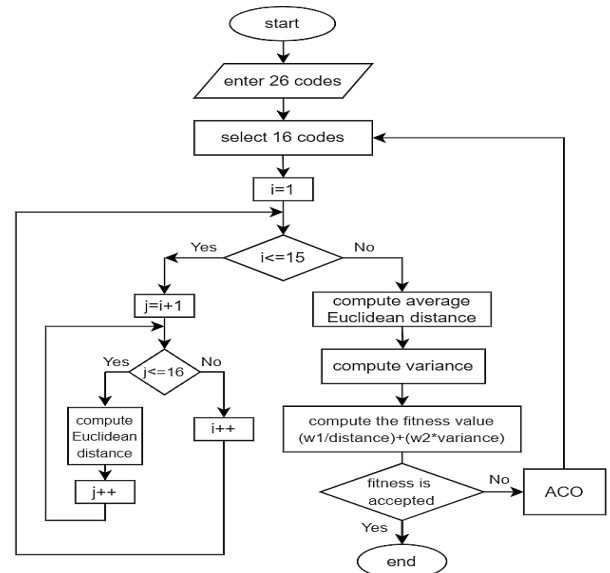 start
enter 26 codes
select 16 codes
i=1
Yes
No
i<=15
j=i+1
compute average
Euclidean distance
Yes
No
j<=16
compute variance
compute
Euclidean
distance
i++
compute the fitness value
(w1/distance)+(w2*variance)
j++
fitness is
accepted
No
ACO
Yes
end